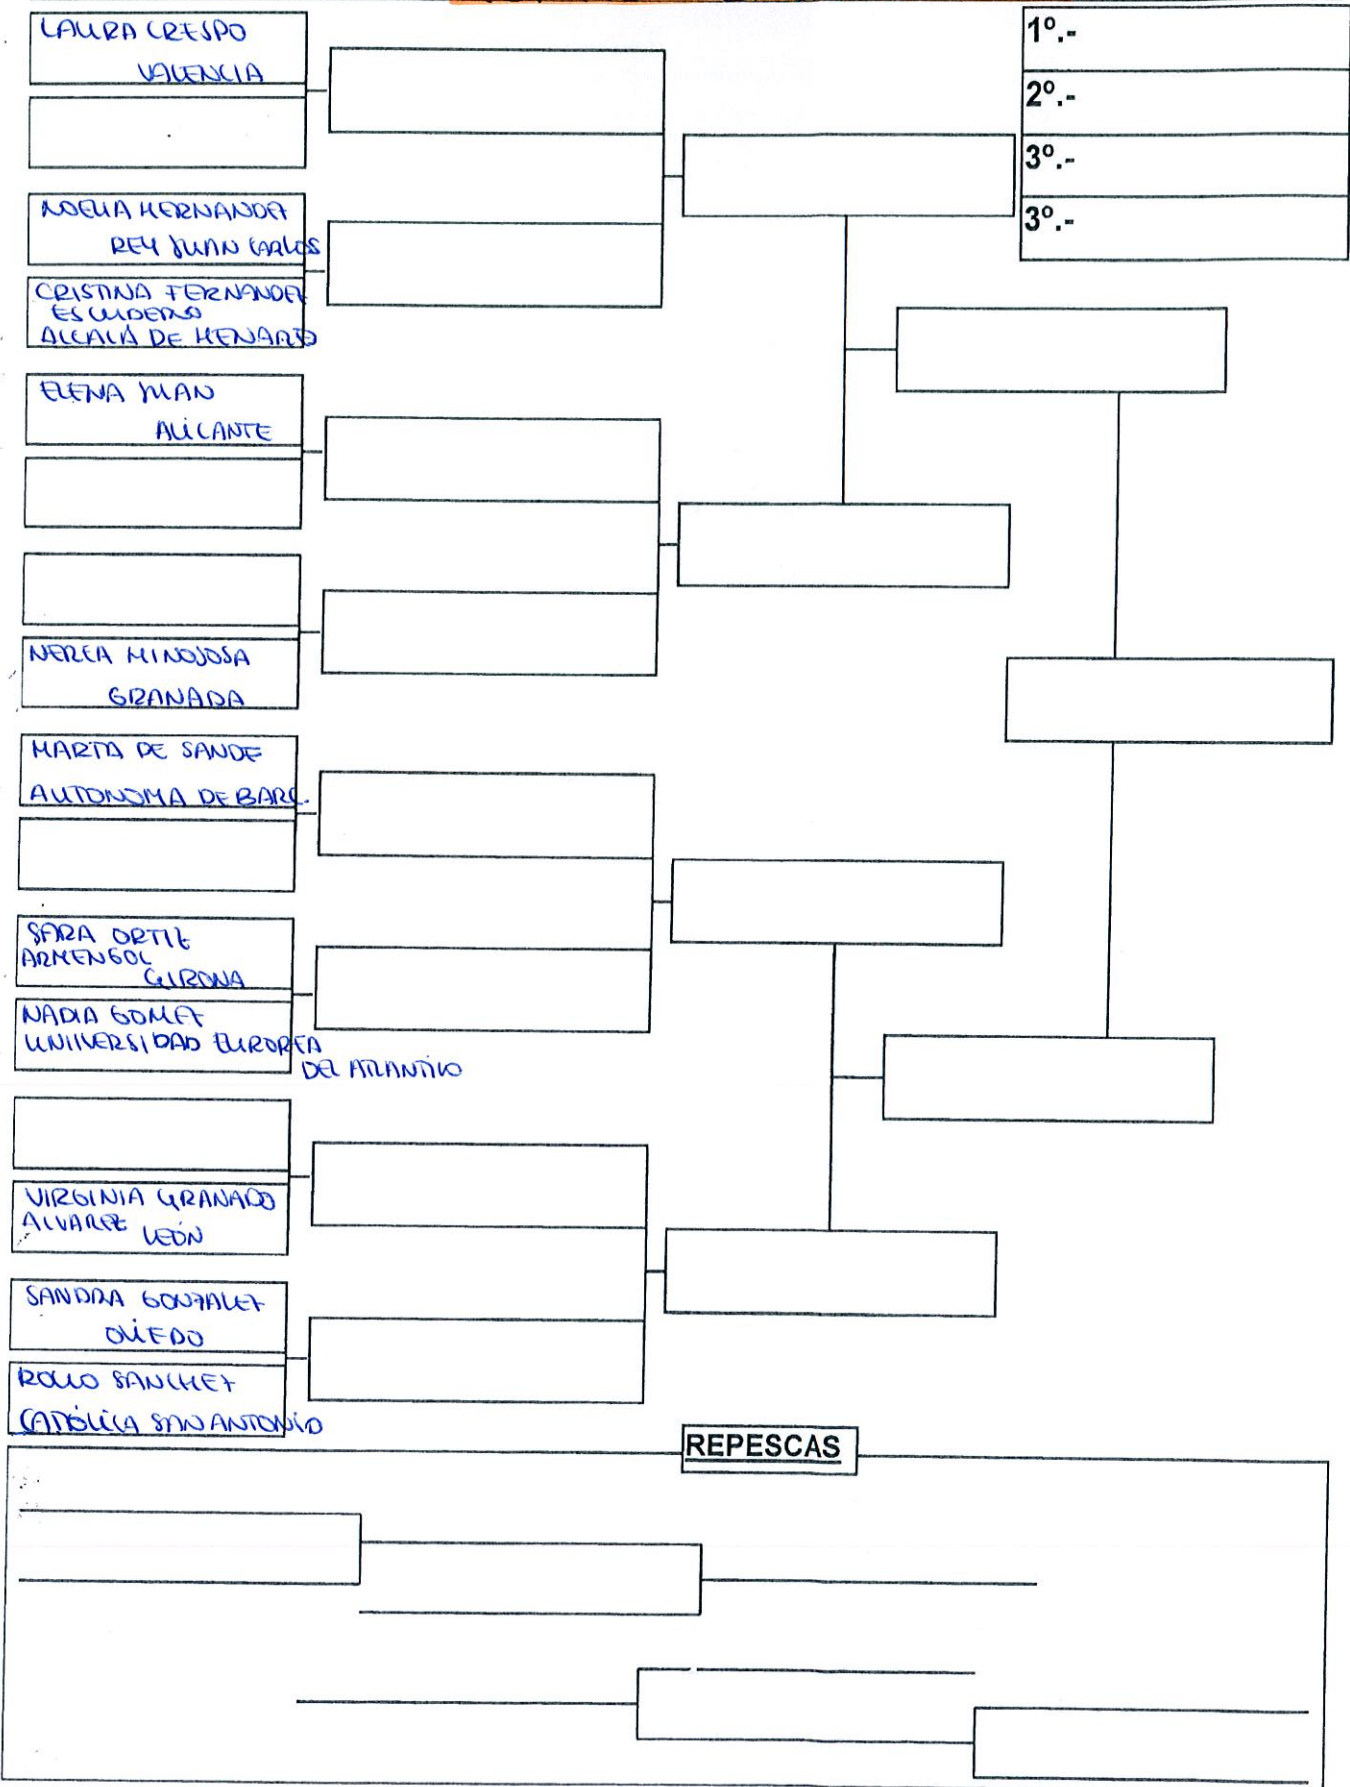 LAURA CRESPO
VALENCIA
NOELIA HERNANDEZ
REY JUAN CARLOS
CRISTINA FERNANDEZ
ESCUDERO
ALCALÁ DE HENARES
ELENA JUAN
ALICANTE
NEREA HINOJOSA
GRANADA
MARTA DE SANDE
AUTONOMA DE BARC.
SARA ORTIZ
ARMENGOL
GIRONA
NADIA GOMEZ
UNIVERSIDAD EUROPEA
DEL ATLANTICO
VIRGINIA GRANADO
ALVAREZ LEÓN
SANDRA GONZALEZ
OVIEDO
ROCIO SANCHEZ
CATÓLICA SAN ANTONIO
1º.-
2º.-
3º.-
3º.-
REPESCAS